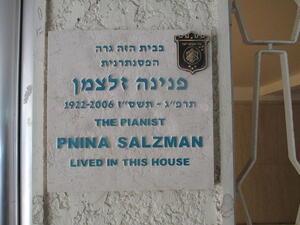 בבית הזה גרה
הפסנתרנית
פנינה זלצמן
תרפ״ג - תשס״ז 1922-2006
THE PIANIST
PNINA SALZMAN
LIVED IN THIS HOUSE